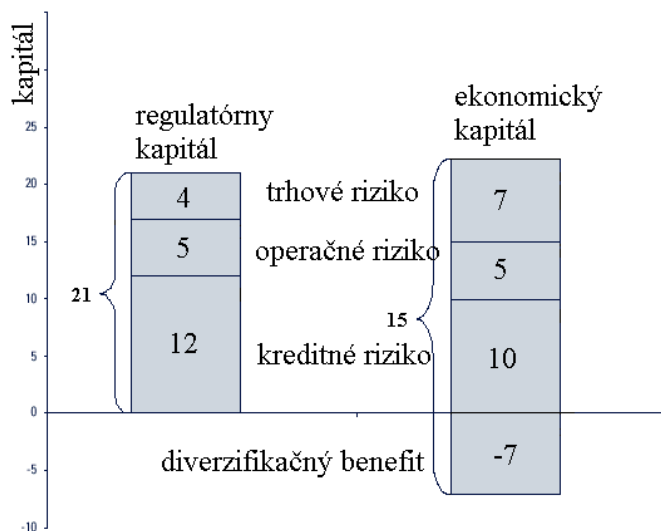 kapitál
25
20
15
10
5
0
-5
-10
regulatórny
kapitál
ekonomický
kapitál
4
trhové riziko
7
5
operačné riziko
5
21
15
12
kreditné riziko
10
diverzifikačný benefit
-7